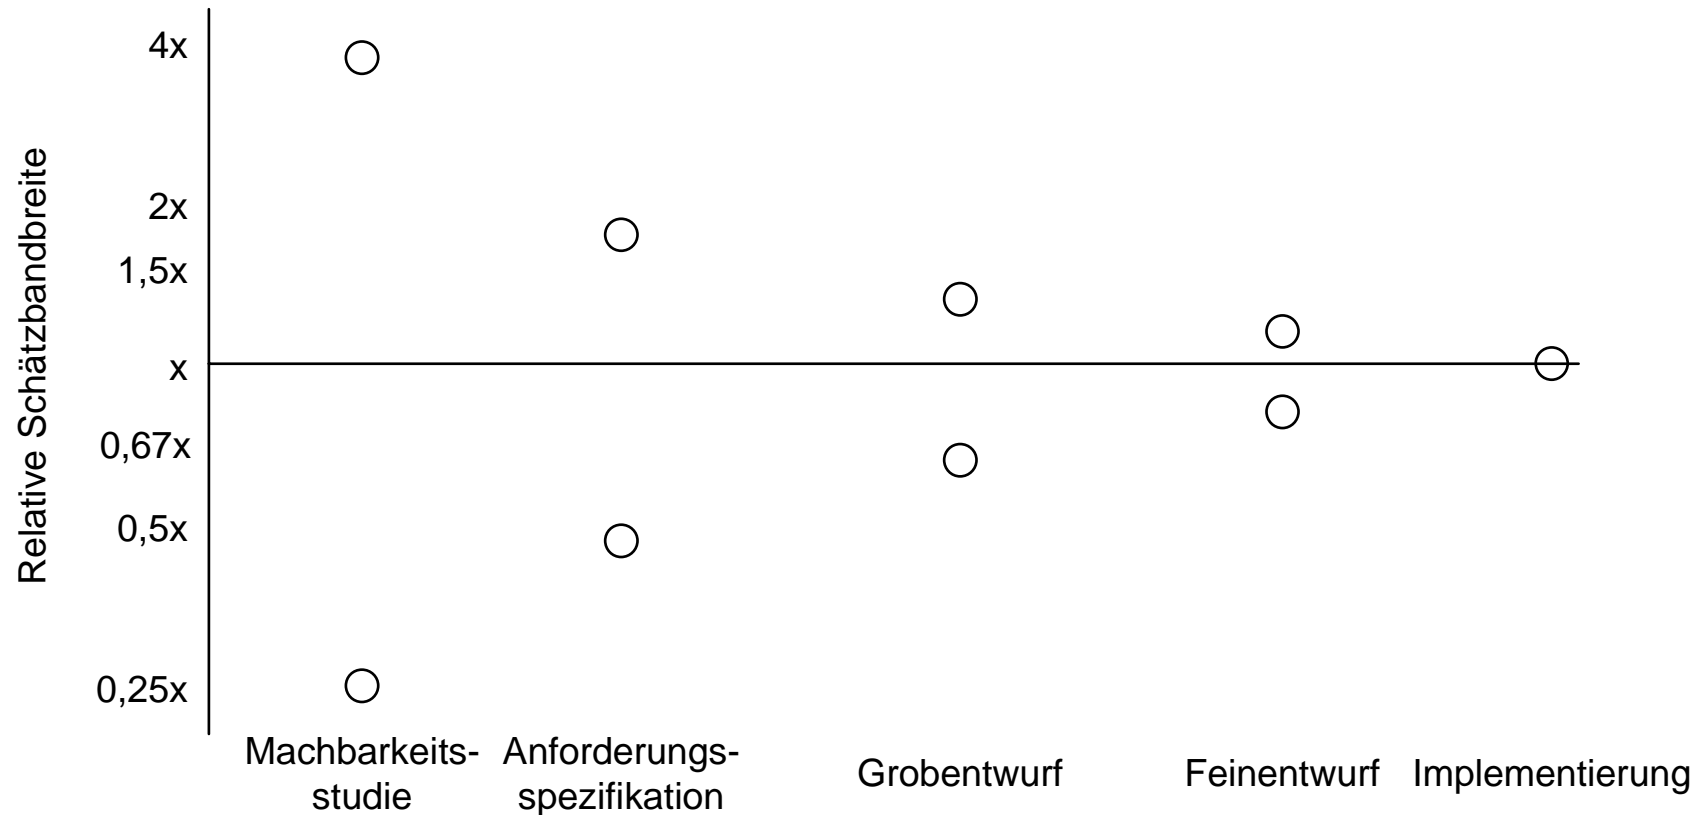 4x
2x
1,5x
x
0,67x
0,5x
0,25x
Relative Schätzbandbreite
Machbarkeits-
studie
Anforderungs-
spezifikation
Grobentwurf
Feinentwurf
Implementierung